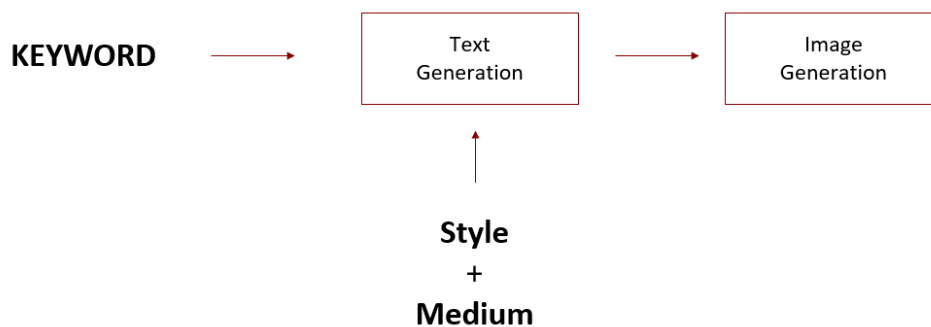 KEYWORD
Text
Generation
Image
Generation
Style
+
Medium